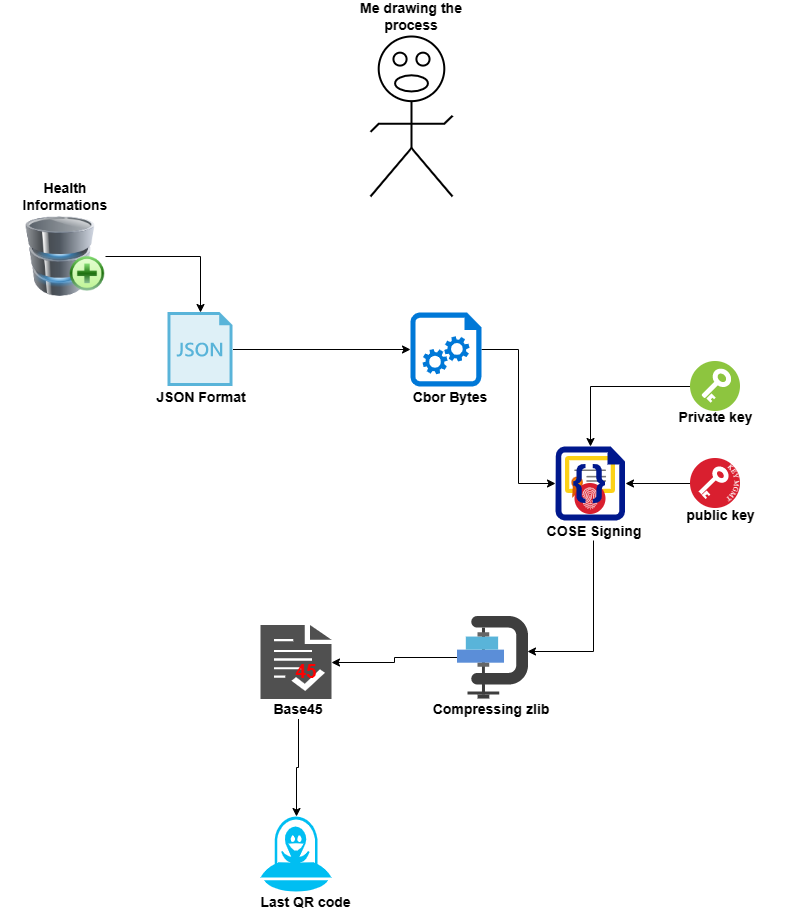 Me drawing the
process
Health
Informations
JSON
JSON Format
Cbor Bytes
Private key
KEY MGMT
public key
COSE Signing
45
Base45
Compressing zlib
Last QR code